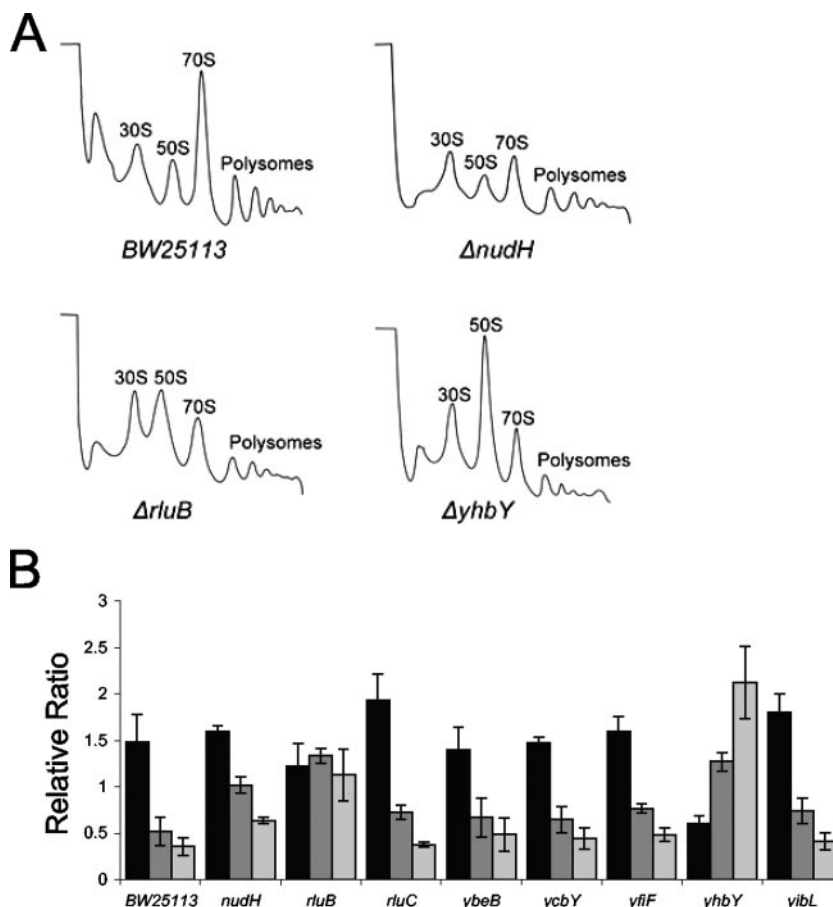 A
70S
30S
50S
Polysomes
BW25113
30S
50S
70S
Polysomes
ΔnudH
30S 50S
70S
Polysomes
ΔrluB
50S
30S
70S
Polysomes
ΔyhbY
B
Relative Ratio
3
2.5
2
1.5
1
0.5
0
BW25113 nudH rluB rluC ybeB ycbY yfiF yhbY yibL